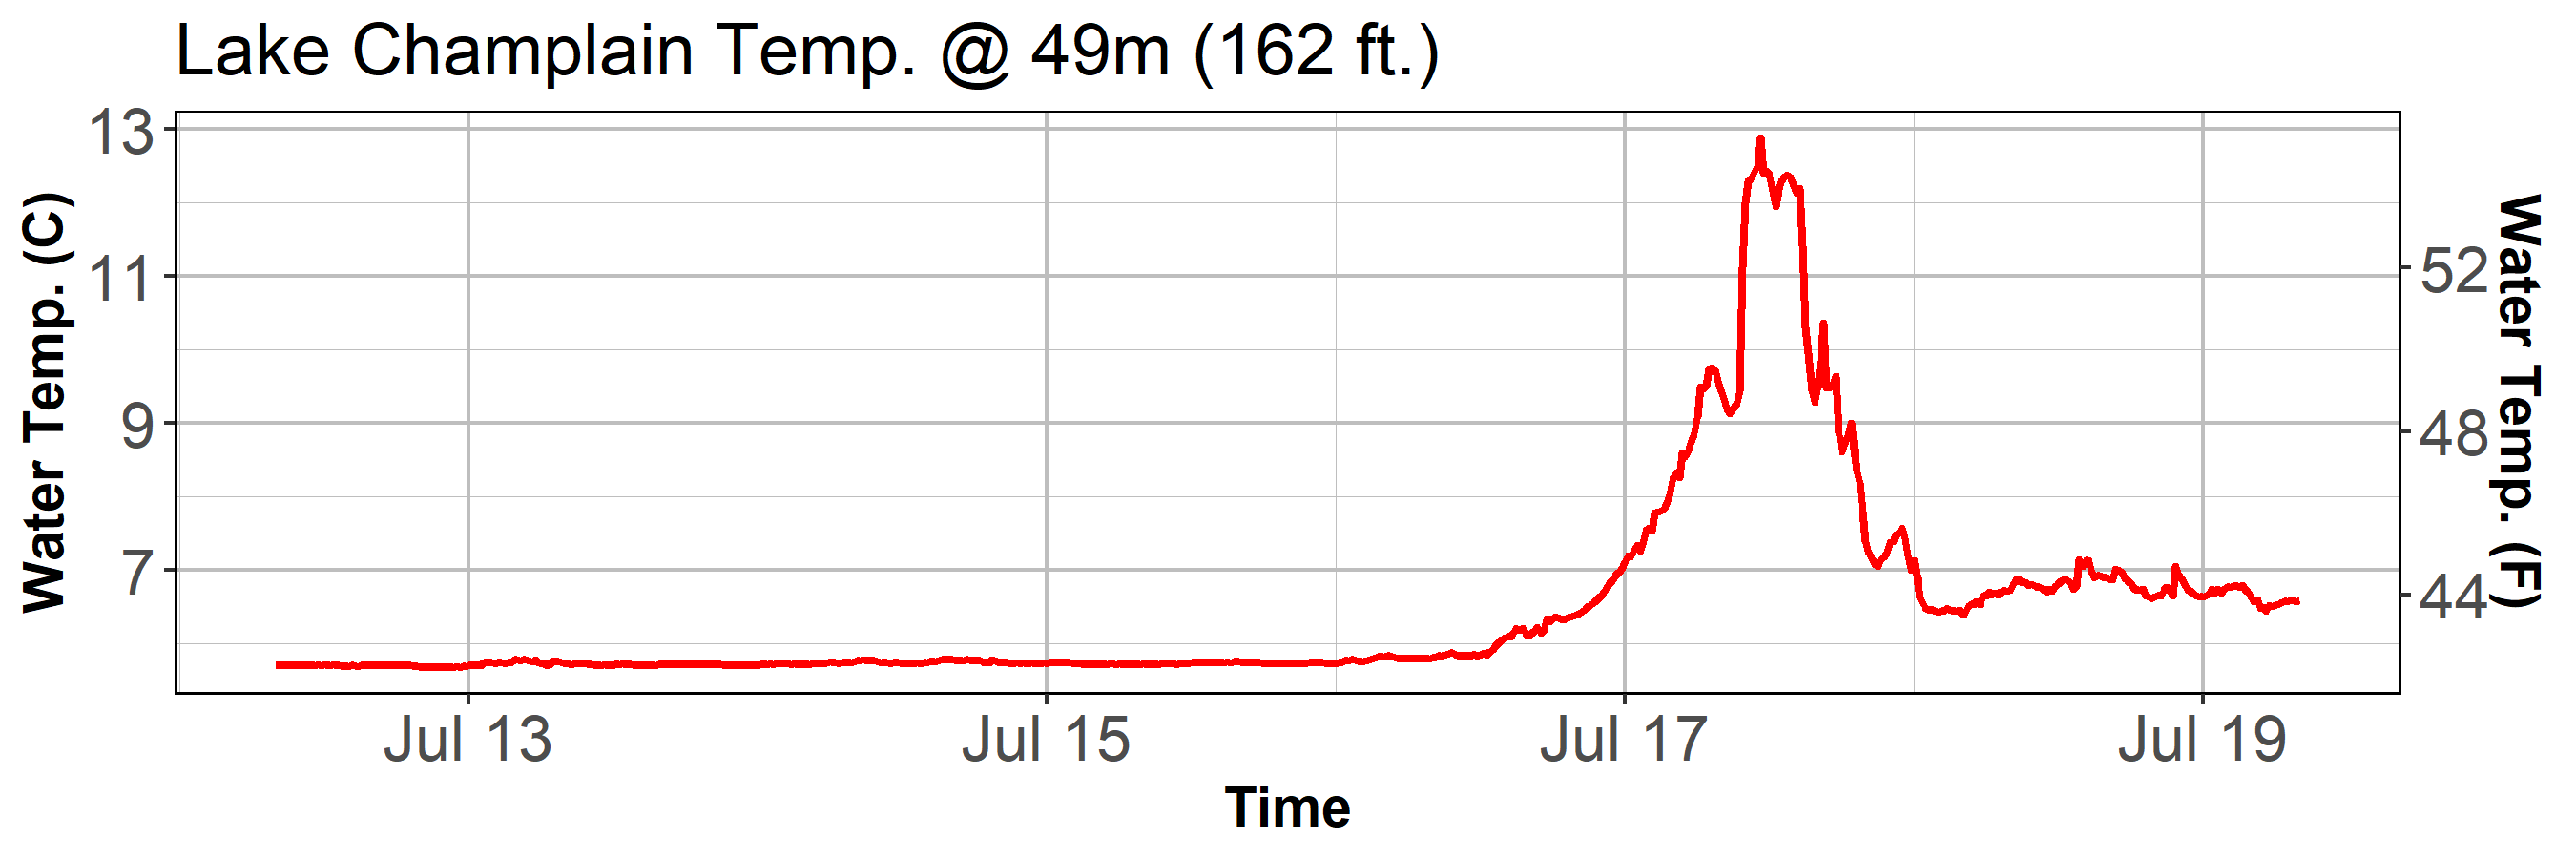 Lake Champlain Temp. @ 49m (162 ft.)
13
11
9
7
Water Temp. (C)
52
48
44
Water Temp. (F)
Jul 13
Jul 15
Jul 17
Jul 19
Time